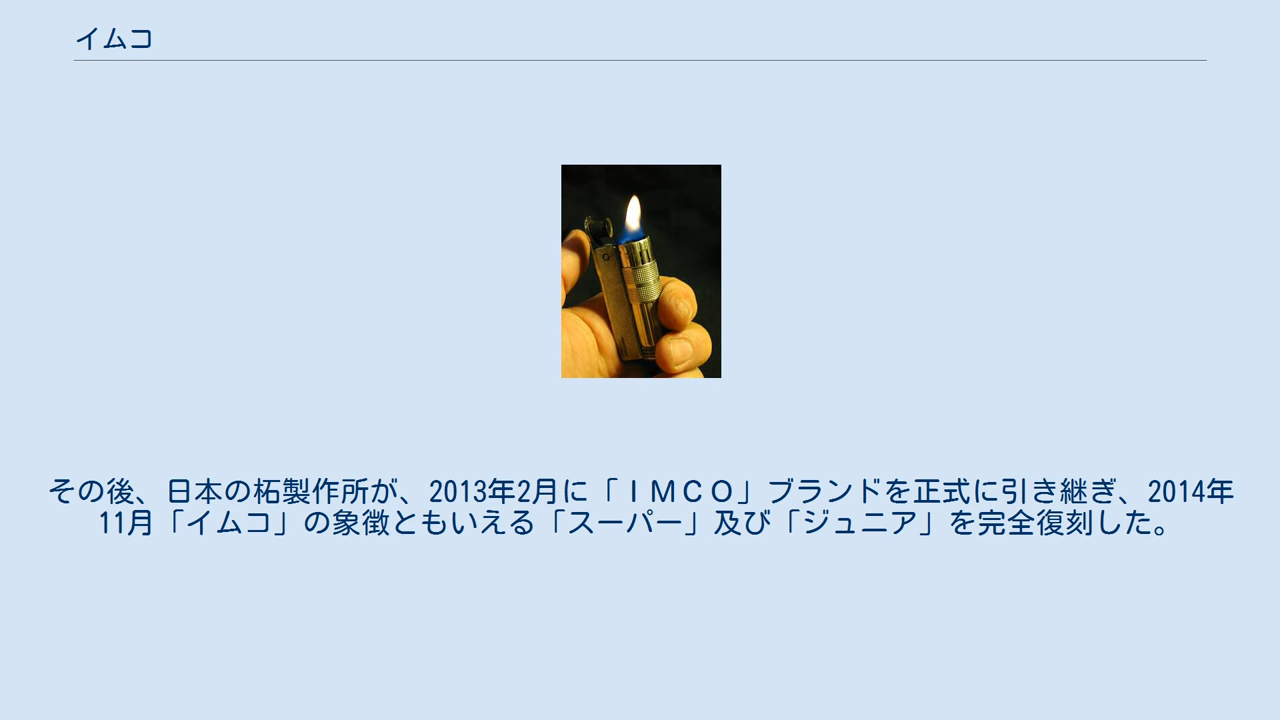 イムコ
その後、日本の柘製作所が、2013年2月に「ＩＭＣＯ」ブランドを正式に引き継ぎ、2014年
11月「イムコ」の象徴ともいえる「スーパー」及び「ジュニア」を完全復刻した。